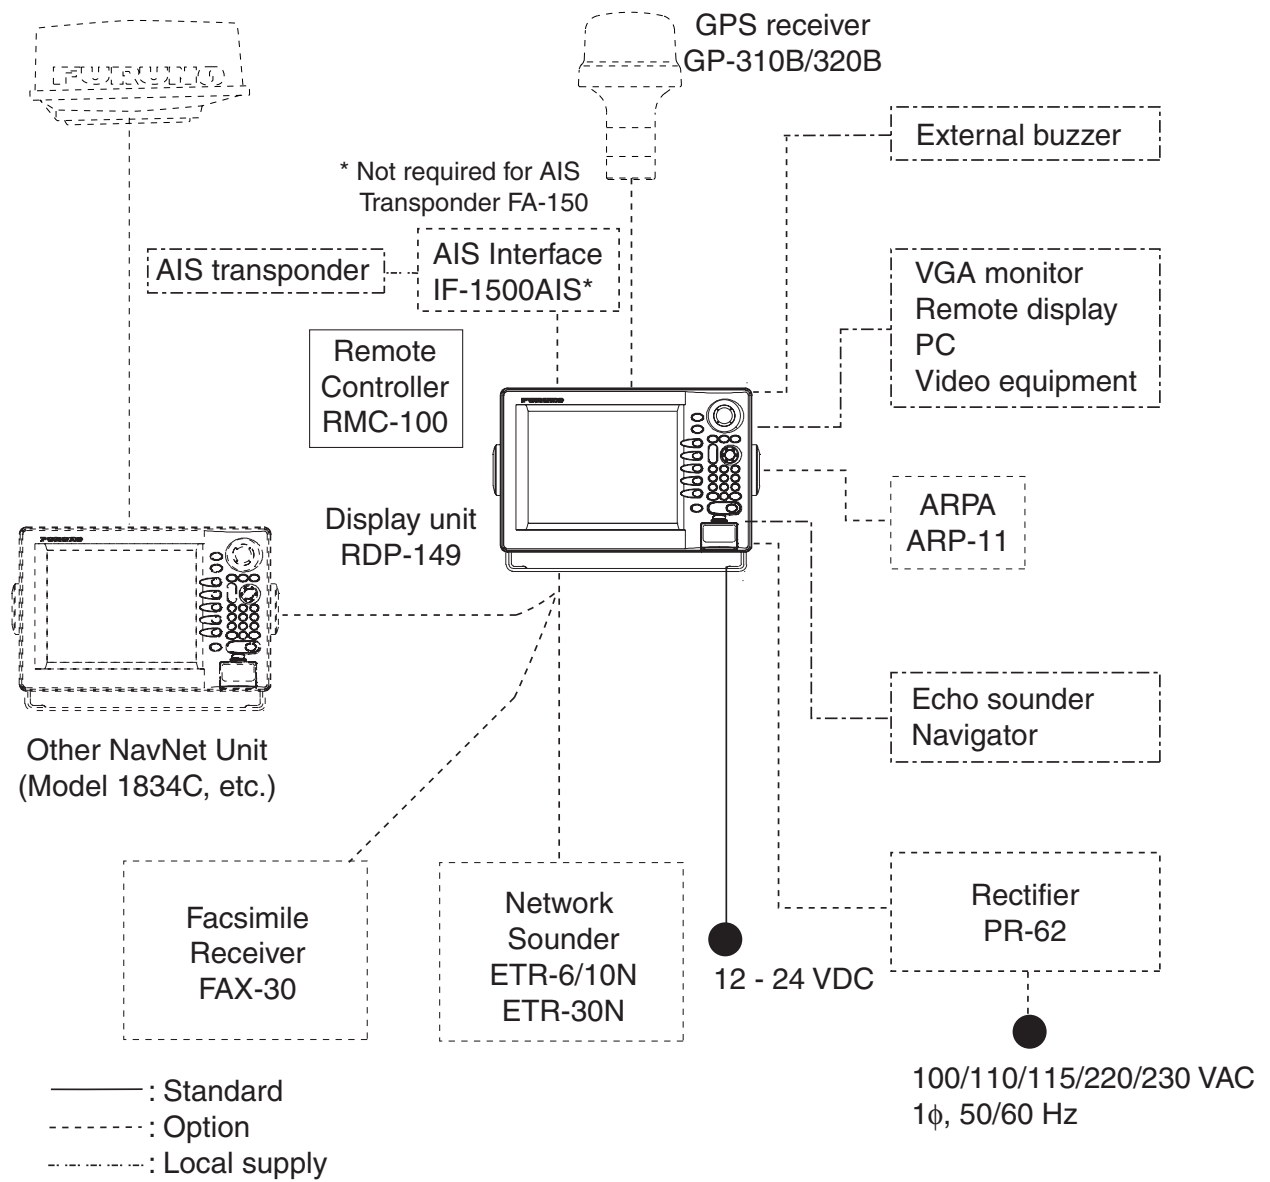 FURUNO
GPS receiver
GP-310B/320B
External buzzer
* Not required for AIS
Transponder FA-150
AIS transponder
AIS Interface
IF-1500AIS*
VGA monitor
Remote display
PC
Video equipment
Remote
Controller
RMC-100
FURUNO
ARPA
ARP-11
Display unit
RDP-149
FURUNO
Echo sounder
Navigator
Other NavNet Unit
(Model 1834C, etc.)
Facsimile
Receiver
FAX-30
Network
Sounder
ETR-6/10N
ETR-30N
12 - 24 VDC
Rectifier
PR-62
100/110/115/220/230 VAC
1ϕ, 50/60 Hz
: Standard
: Option
: Local supply